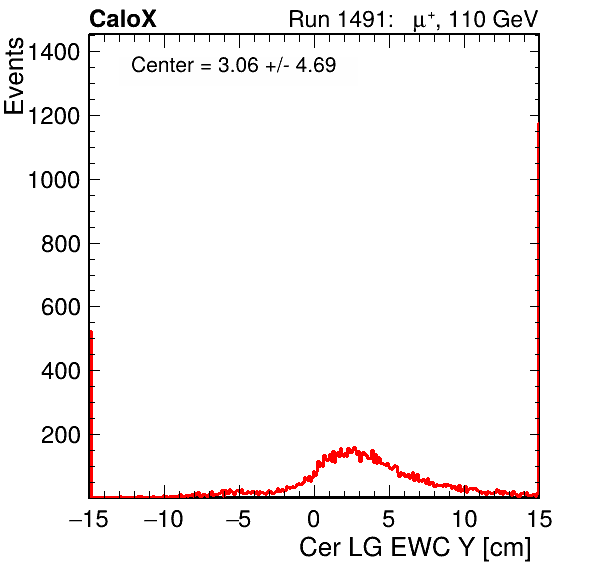 CaloX Run 1491: μ⁺, 110 GeV
Center = 3.06 +/- 4.69
Events
1400
1200
1000
800
600
400
200
−15 −10 −5 0 5 10 15
Cer LG EWC Y [cm]